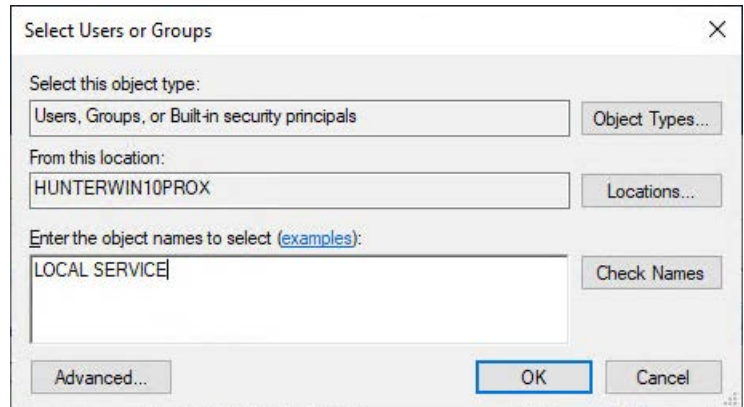 Select Users or Groups
Select this object type:
Users, Groups, or Built-in security principals
Object Types...
From this location:
HUNTERWIN10PROX
Locations...
Enter the object names to select (examples):
LOCAL SERVICE
Check Names
Advanced...
OK
Cancel